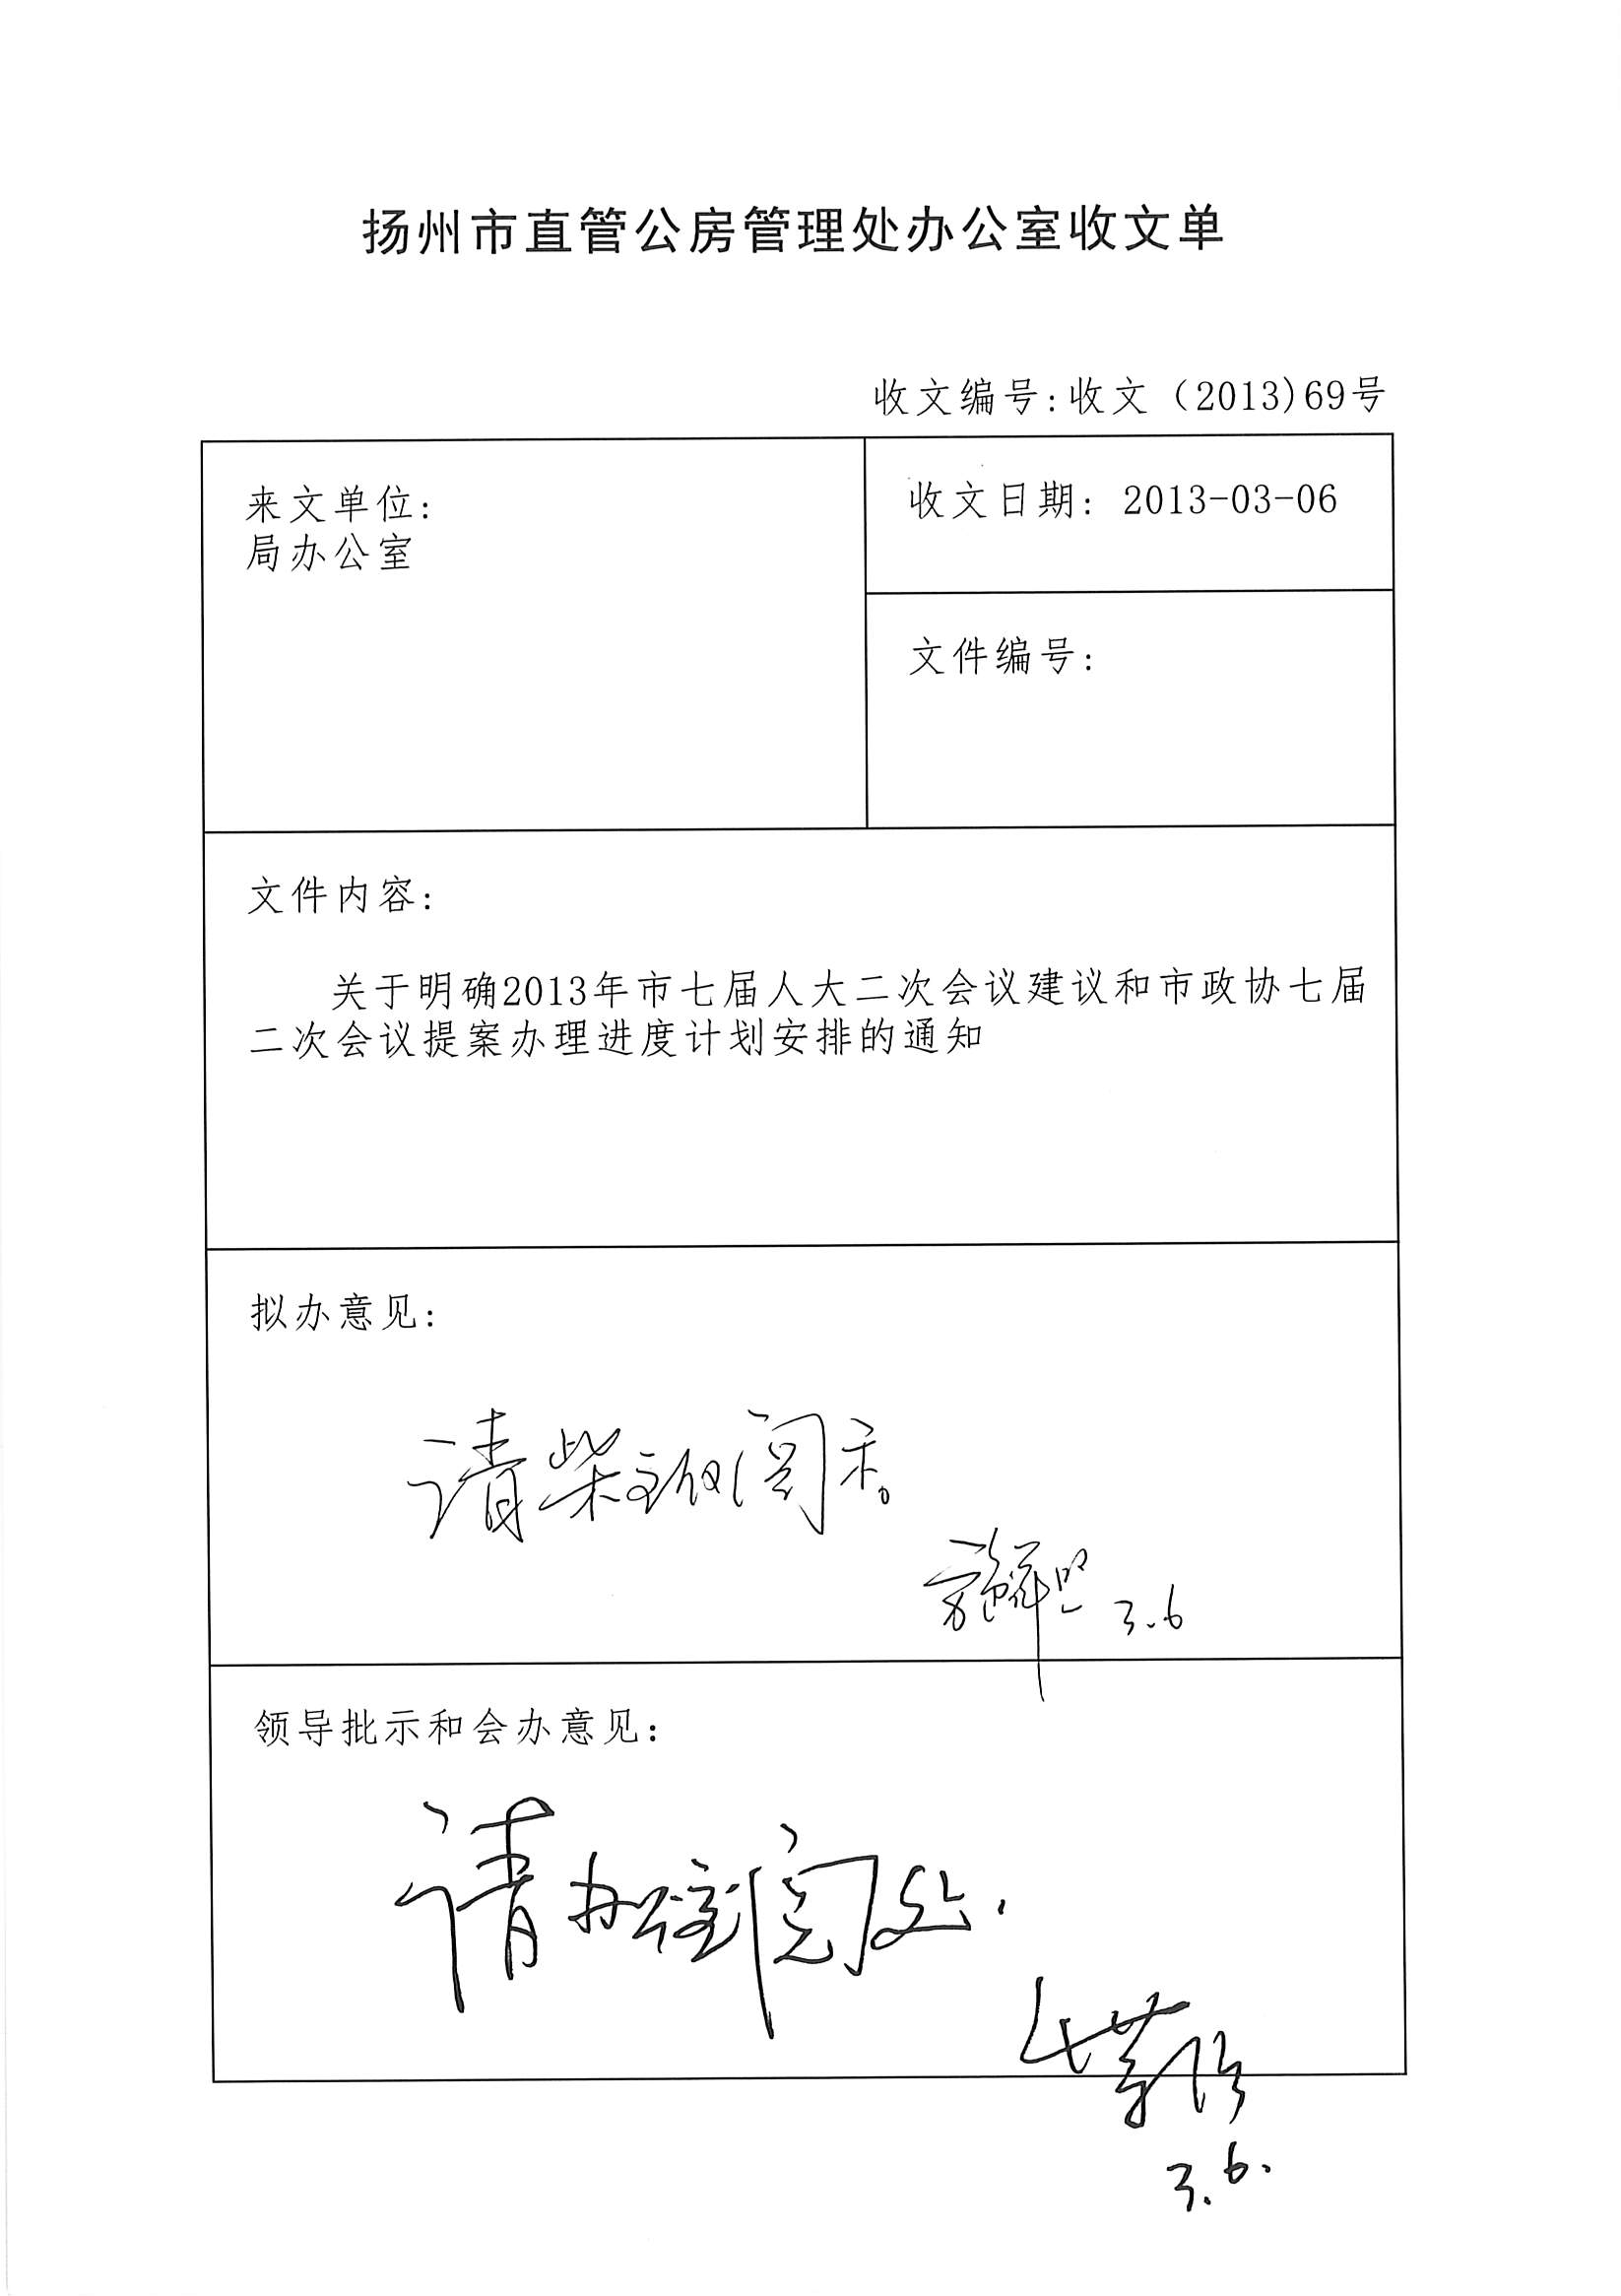 扬州市直管公房管理处办公室收文单
收文编号:收文（2013)69号
来文单位:
局办公室
收文日期: 2013-03-06
文件编号:
文件内容:
关于明确2013年市七届人大二次会议建议和市政协七届
二次会议提案办理进度计划安排的通知
拟办意见:
请柴主任阅示。
3.6
领导批示和会办意见:
请办公室阅处.
3.6.